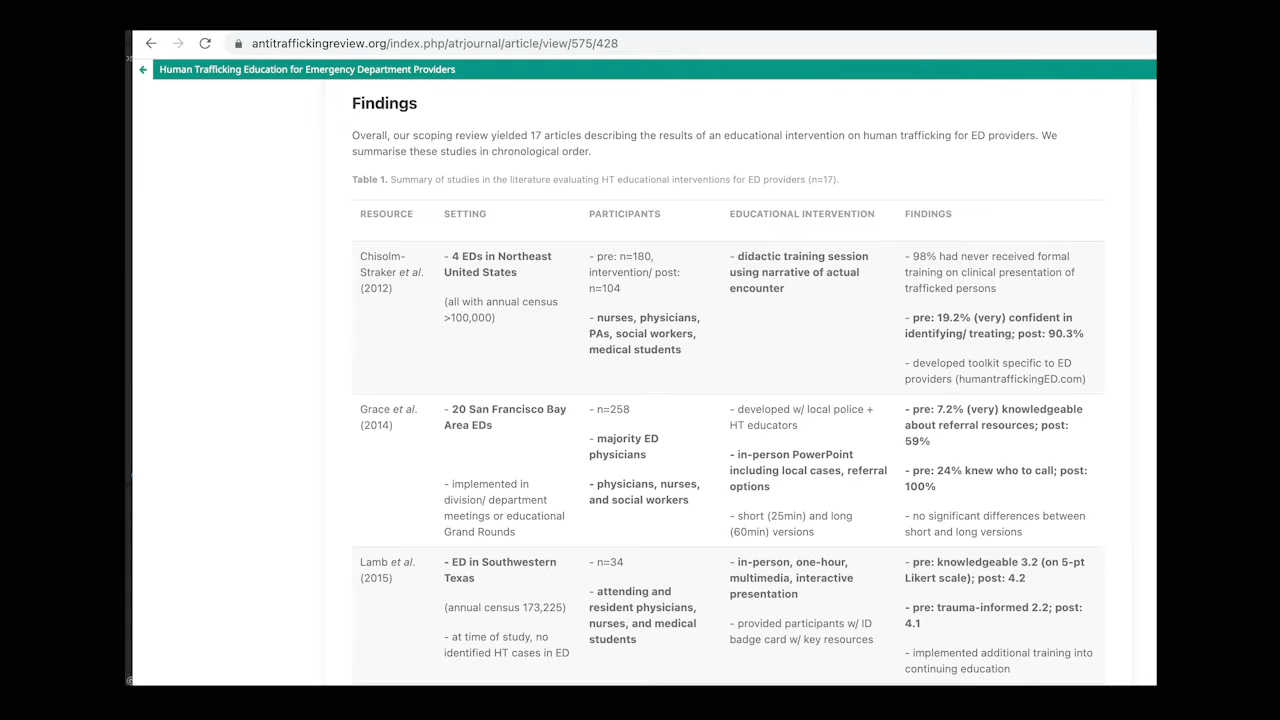 antitraffickingreview.org/index.php/atrjournal/article/view/575/428
Human Trafficking Education for Emergency Department Providers
Findings
Overall, our scoping review yielded 17 articles describing the results of an educational intervention on human trafficking for ED providers. We
summarise these studies in chronological order.
Table 1. Summary of studies in the literature evaluating HT educational interventions for ED providers (n=17).
RESOURCE SETTING PARTICIPANTS EDUCATIONAL INTERVENTION FINDINGS
Chisolm-
Straker et al.
(2012)
- 4 EDs in Northeast
United States
(all with annual census
>100,000)
- pre: n=180,
intervention/ post:
n=104
- nurses, physicians,
PAs, social workers,
medical students
- didactic training session
using narrative of actual
encounter
- 98% had never received formal
training on clinical presentation of
trafficked persons
- pre: 19.2% (very) confident in
identifying/ treating; post: 90.3%
- developed toolkit specific to ED
providers (humantraffickingED.com)
Grace et al.
(2014)
- 20 San Francisco Bay
Area EDs
- implemented in
division/ department
meetings or educational
Grand Rounds
- n=258
- majority ED
physicians
- physicians, nurses,
and social workers
- developed w/ local police +
HT educators
- in-person PowerPoint
including local cases, referral
options
- short (25min) and long
(60min) versions
- pre: 7.2% (very) knowledgeable
about referral resources; post:
59%
- pre: 24% knew who to call; post:
100%
- no significant differences between
short and long versions
Lamb et al.
(2015)
- ED in Southwestern
Texas
(annual census 173,225)
- at time of study, no
identified HT cases in ED
- n=34
- attending and
resident physicians,
nurses, and medical
students
- in-person, one-hour,
multimedia, interactive
presentation
- provided participants w/ ID
badge card w/ key resources
- pre: knowledgeable 3.2 (on 5-pt
Likert scale); post: 4.2
- pre: trauma-informed 2.2; post:
4.1
- implemented additional training into
continuing education